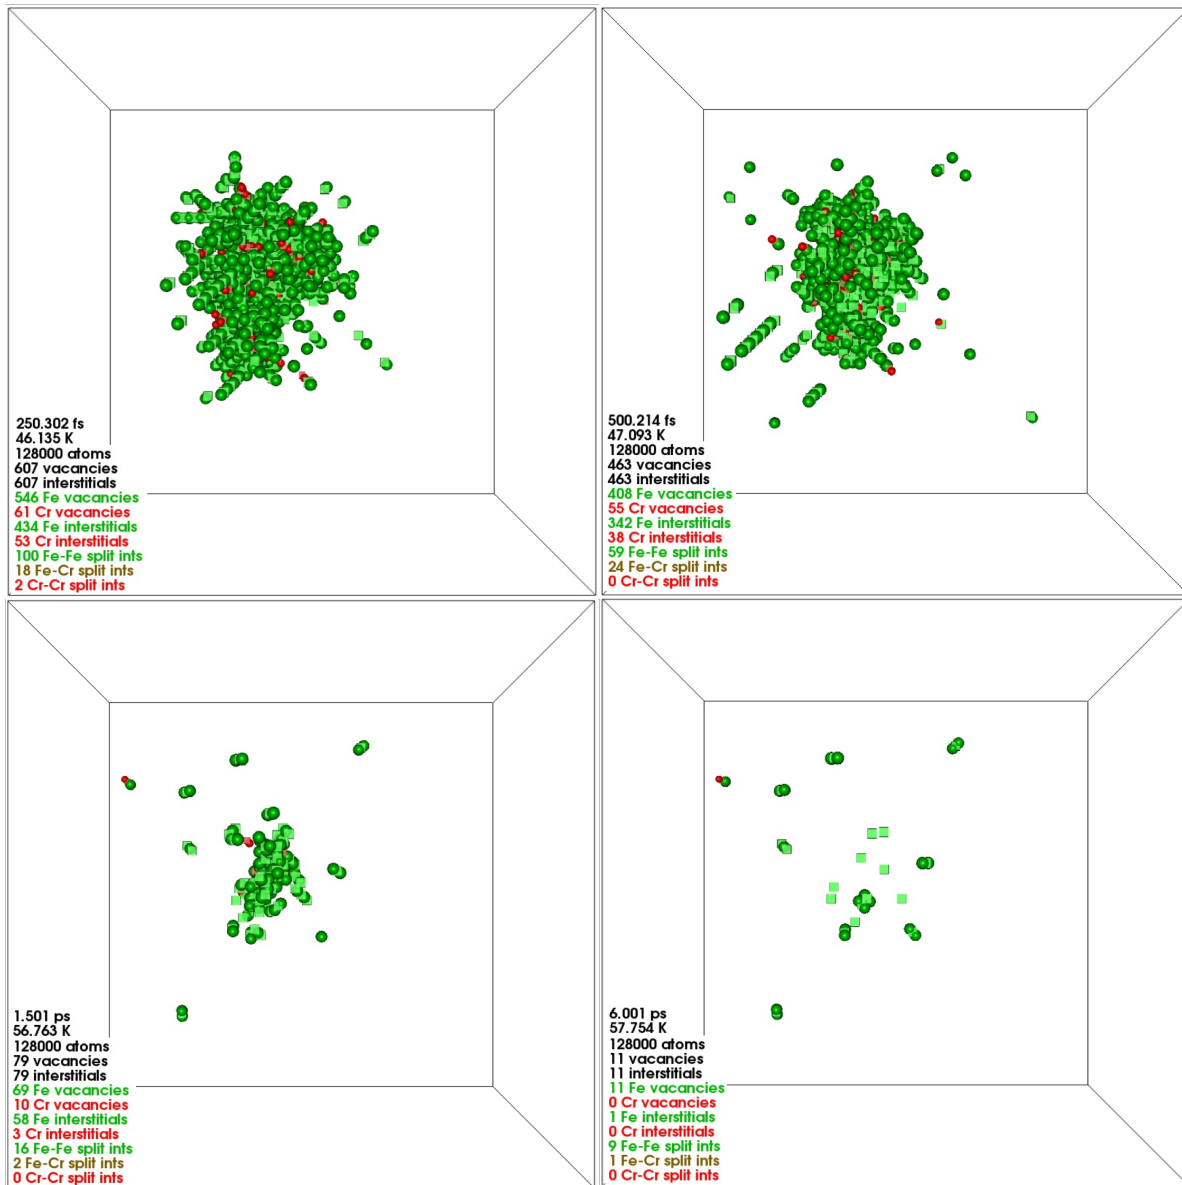 250.302 fs
46.135 K
128000 atoms
607 vacancies
607 interstitials
546 Fe vacancies
61 Cr vacancies
434 Fe interstitials
53 Cr interstitials
100 Fe-Fe split ints
18 Fe-Cr split ints
2 Cr-Cr split ints
500.214 fs
47.093 K
128000 atoms
463 vacancies
463 interstitials
408 Fe vacancies
55 Cr vacancies
342 Fe interstitials
38 Cr interstitials
59 Fe-Fe split ints
24 Fe-Cr split ints
0 Cr-Cr split ints
1.501 ps
56.763 K
128000 atoms
79 vacancies
79 interstitials
69 Fe vacancies
10 Cr vacancies
58 Fe interstitials
3 Cr interstitials
16 Fe-Fe split ints
2 Fe-Cr split ints
0 Cr-Cr split ints
6.001 ps
57.754 K
128000 atoms
11 vacancies
11 interstitials
11 Fe vacancies
0 Cr vacancies
1 Fe interstitials
0 Cr interstitials
9 Fe-Fe split ints
1 Fe-Cr split ints
0 Cr-Cr split ints